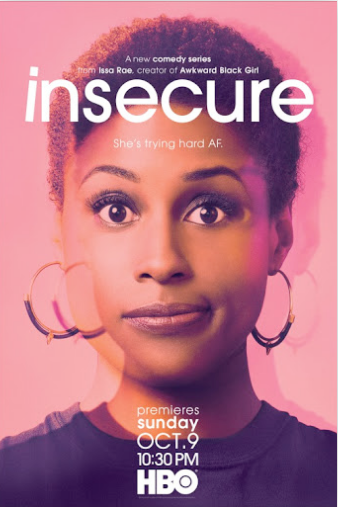 A new comedy series
from Issa Rae, creator of Awkward Black Girl
insecure
She's trying hard AF.
premieres
sunday
OCT. 9
10:30 PM
HBO